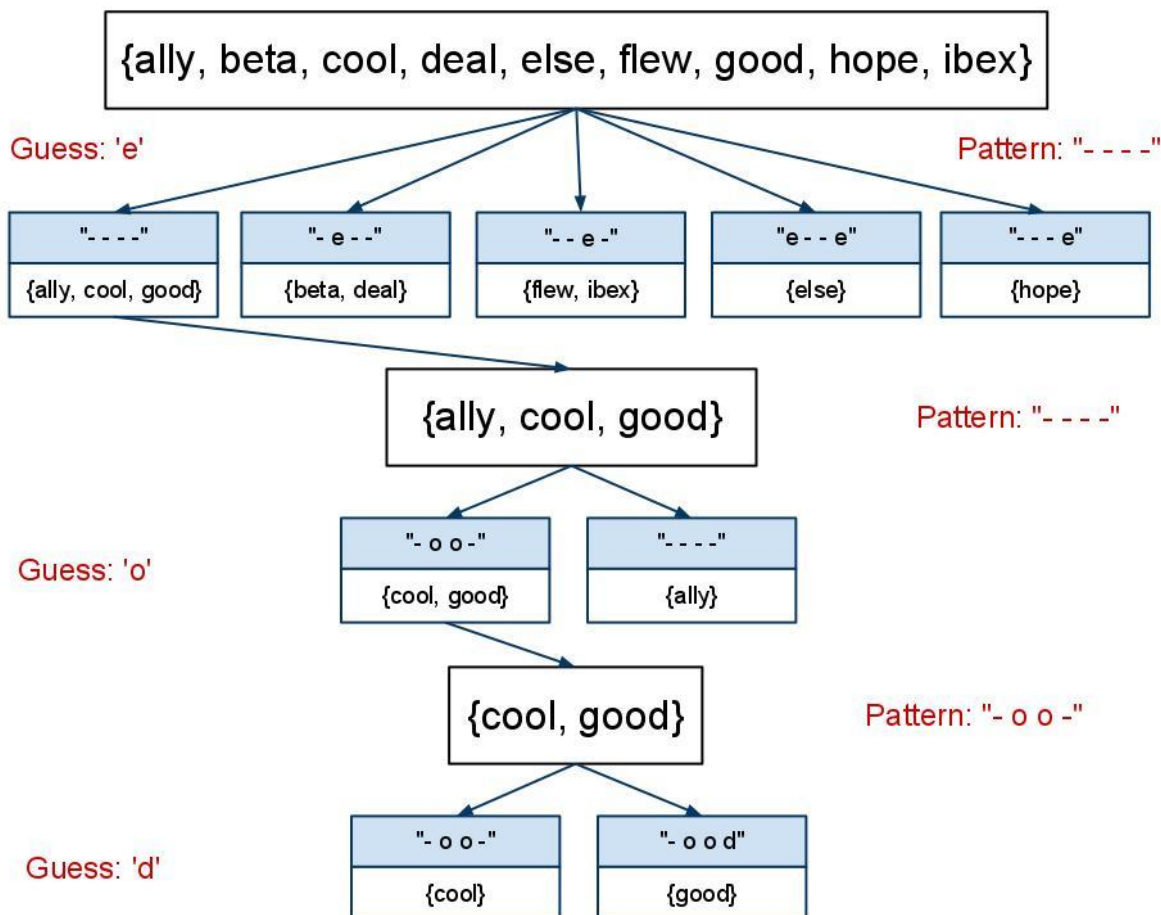 {ally, beta, cool, deal, else, flew, good, hope, ibex}
Guess: 'e'
Pattern: "- - - -"
"- - - -"
"- e - -"
"- - e -"
"e - - e"
"- - - e"
{ally, cool, good}
{beta, deal}
{flew, ibex}
{else}
{hope}
{ally, cool, good}
Pattern: "- - - -"
Guess: 'o'
"- o o -"
"- - - -"
{cool, good}
{ally}
{cool, good}
Pattern: "- o o -"
Guess: 'd'
"- o o -"
"- o o d"
{cool}
{good}